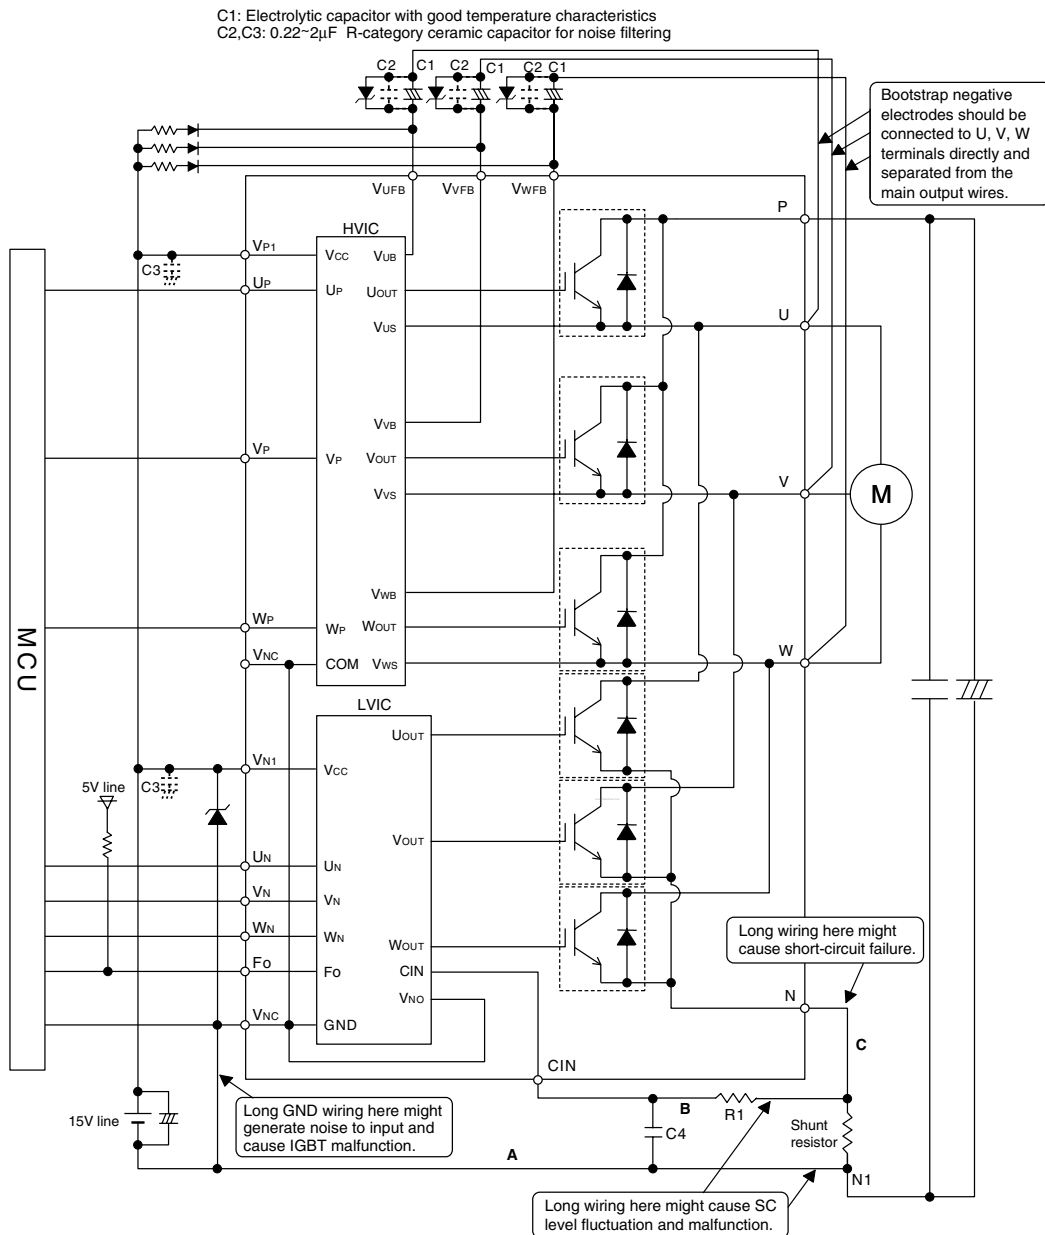 C1: Electrolytic capacitor with good temperature characteristics
C2,C3: 0.22~2μF R-category ceramic capacitor for noise filtering
C2 C1 C2 C1 C2 C1
Bootstrap negative
electrodes should be
connected to U, V, W
terminals directly and
separated from the
main output wires.
VUFB VVFB VWFB
P
HVIC
VP1 VCC VUB
C3
UP UP UOUT
VUS U
VVB
VP VP VOUT
VVS V
M
VWB
WP WP WOUT
VNC COM VWS W
MCU
LVIC
UOUT
VN1 VCC
C3
5V line
VOUT
UN UN
VN VN
WN WN WOUT
Long wiring here might
cause short-circuit failure.
Fo Fo CIN
VNO N
VNC GND
C
CIN
15V line
Long GND wiring here might
generate noise to input and
cause IGBT malfunction.
B R1
C4
Shunt
resistor
A
N1
Long wiring here might cause SC
level fluctuation and malfunction.